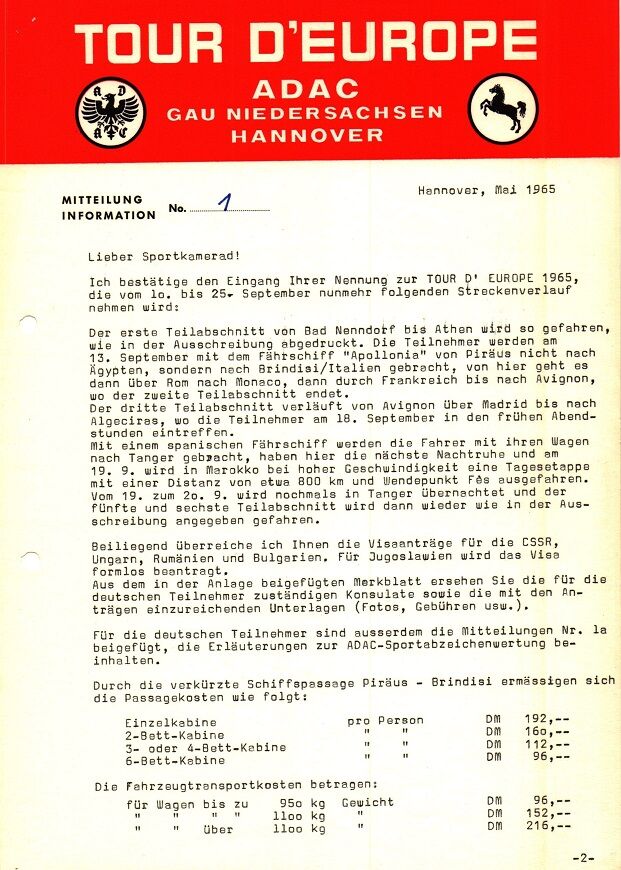 TOUR D'EUROPE
ADAC
GAU NIEDERSACHSEN
HANNOVER
A D
A C
MITTEILUNG
INFORMATION No. 1
Hannover, Mai 1965
Lieber Sportkamerad!
Ich bestätige den Eingang Ihrer Nennung zur TOUR D' EUROPE 1965,
die vom lo. bis 25. September nunmehr folgenden Streckenverlauf
nehmen wird:
Der erste Teilabschnitt von Bad Nenndorf bis Athen wird so gefahren,
wie in der Ausschreibung abgedruckt. Die Teilnehmer werden am
13. September mit dem Fährschiff "Apollonia" von Piräus nicht nach
Ägypten, sondern nach Brindisi/Italien gebracht, von hier geht es
dann über Rom nach Monaco, dann durch Frankreich bis nach Avignon,
wo der zweite Teilabschnitt endet.
Der dritte Teilabschnitt verläuft von Avignon über Madrid bis nach
Algeciras, wo die Teilnehmer am 18. September in den frühen Abend-
stunden eintreffen.
Mit einem spanischen Fährschiff werden die Fahrer mit ihren Wagen
nach Tanger gebracht, haben hier die nächste Nachtruhe und am
19. 9. wird in Marokko bei hoher Geschwindigkeit eine Tagesetappe
mit einer Distanz von etwa 800 km und Wendepunkt Fès ausgefahren.
Vom 19. zum 2o. 9. wird nochmals in Tanger übernachtet und der
fünfte und sechste Teilabschnitt wird dann wieder wie in der Aus-
schreibung angegeben gefahren.
Beiliegend überreiche ich Ihnen die Visaanträge für die CSSR,
Ungarn, Rumänien und Bulgarien. Für Jugoslawien wird das Visa
formlos beantragt.
Aus dem in der Anlage beigefügten Merkblatt ersehen Sie die für die
deutschen Teilnehmer zuständigen Konsulate sowie die mit den An-
trägen einzureichenden Unterlagen (Fotos, Gebühren usw.).
Für die deutschen Teilnehmer sind ausserdem die Mitteilungen Nr. la
beigefügt, die Erläuterungen zur ADAC-Sportabzeichenwertung be-
inhalten.
Durch die verkürzte Schiffspassage Piräus - Brindisi ermässigen sich
die Passagekosten wie folgt:
Einzelkabine pro Person DM 192,--
2-Bett-Kabine " " DM 16o,--
3- oder 4-Bett-Kabine " " DM 112,--
6-Bett-Kabine " " DM 96,--
Die Fahrzeugtransportkosten betragen:
für Wagen bis zu 95o kg Gewicht DM 96,--
" " " " lloo kg " DM 152,--
" " über lloo kg " DM 216,--
-2-